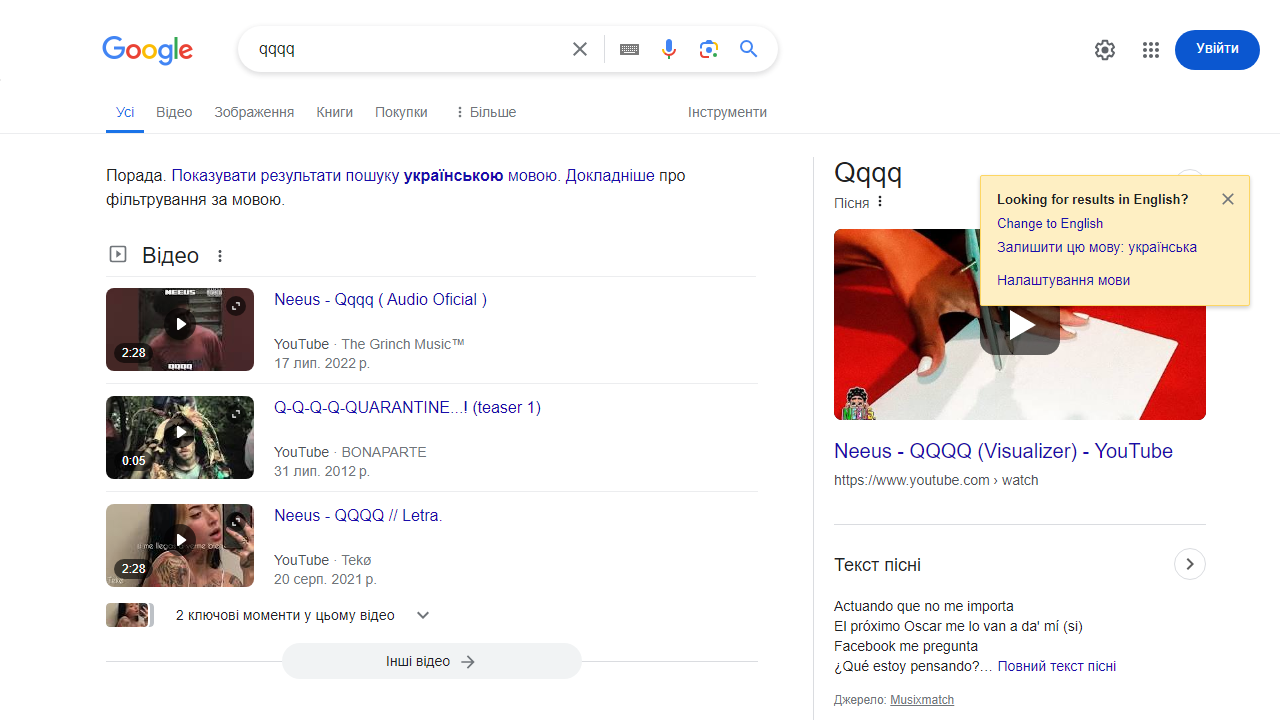 Google
qqqq
Увійти
Усі
Відео
Зображення
Книги
Покупки
Більше
Інструменти
Порада. Показувати результати пошуку українською мовою. Докладніше про
фільтрування за мовою.
Відео
NEEUS
QQQQ
2:28
Neeus - Qqqq ( Audio Oficial )
YouTube · The Grinch Music™
17 лип. 2022 р.
0:05
Q-Q-Q-Q-QUARANTINE...! (teaser 1)
YouTube · BONAPARTE
31 лип. 2012 р.
2:28
Teko
Neeus - QQQQ // Letra.
YouTube · Tekø
20 серп. 2021 р.
2 ключові моменти у цьому відео
Інші відео
Qqqq
Пісня
Looking for results in English?
Change to English
Залишити цю мову: українська
Налаштування мови
NEEUS
Neeus - QQQQ (Visualizer) - YouTube
https://www.youtube.com › watch
Текст пісні
Actuando que no me importa
El próximo Oscar me lo van a da' mí (si)
Facebook me pregunta
¿Qué estoy pensando?… Повний текст пісні
Джерело: Musixmatch